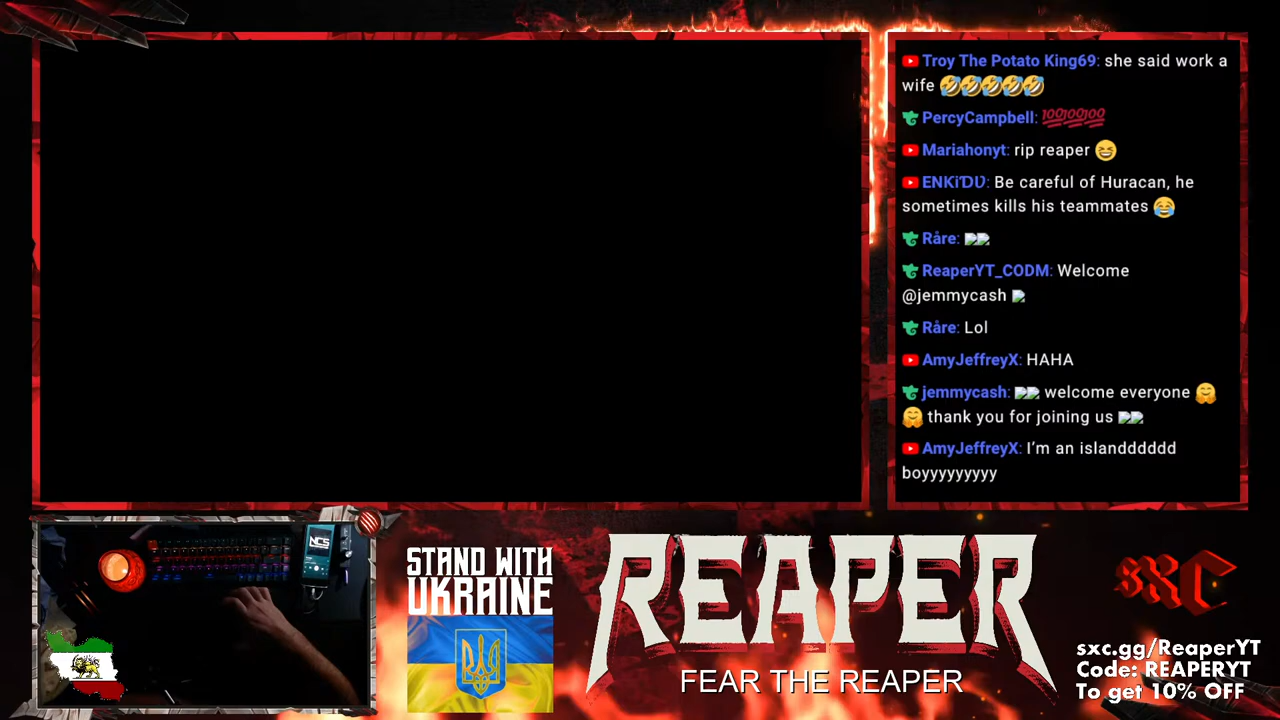 Troy The Potato King69: she said work a
wife 🤣🤣🤣🤣🤣
PercyCampbell: 💯💯💯
Mariahonyt: rip reaper 😆
ENKiƊƲ: Be careful of Huracan, he
sometimes kills his teammates 😂
Råre:
ReaperYT_CODM: Welcome
@jemmycash
Råre: Lol
AmyJeffreyX: HAHA
jemmycash: welcome everyone 🤗
🤗 thank you for joining us
AmyJeffreyX: I’m an islandddddd
boyyyyyyyyy
NCS
STAND WITH
UKRAINE
REAPER
FEAR THE REAPER
SXC
sxc.gg/ReaperYT
Code: REAPERYT
To get 10% OFF